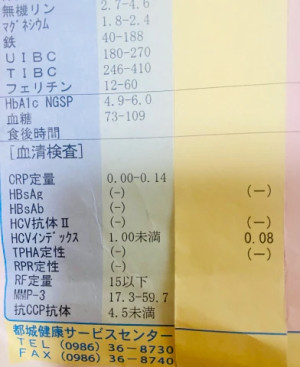 無機リン 2.7-4.6
マグネシウム 1.8-2.4
鉄 40-188
UIBC 180-270
TIBC 246-410
フェリチン 12-60
HbA1c NGSP 4.9-6.0
血糖 73-109
食後時間
[血清検査]
CRP定量 0.00-0.14
HBsAg (-) (-)
HBsAb (-)
HCV抗体Ⅱ (-) (-)
HCVインデックス 1.00未満 0.08
TPHA定性 (-) (-)
RPR定性 (-)
RF定量 15以下
MMP-3 17.3-59.7
抗CCP抗体 4.5未満
都城健康サービスセンター
TEL (0986) 36-8730
FAX (0986) 36-8740